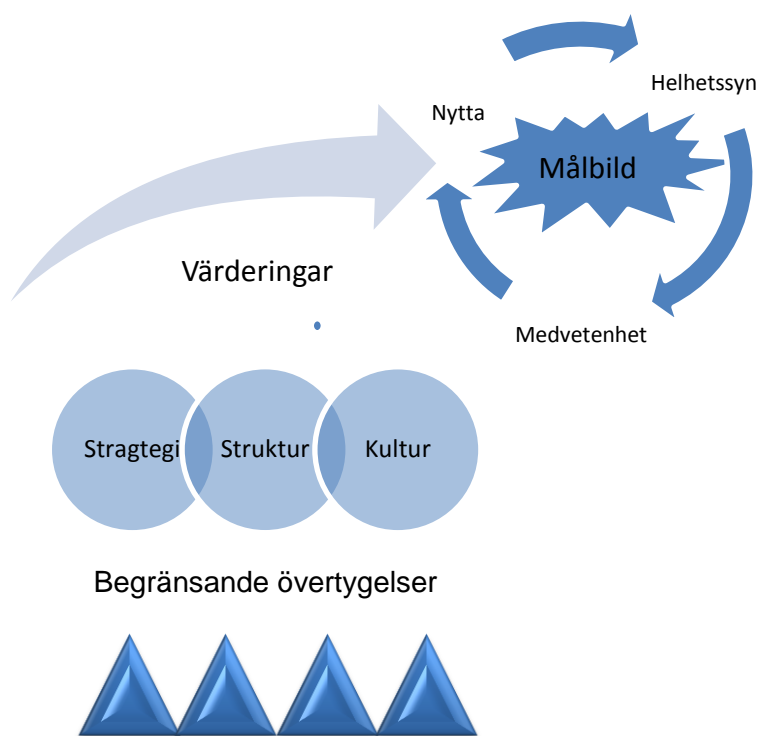 Helhetssyn
Nytta
Målbild
Värderingar
Medvetenhet
Stragtegi
Struktur
Kultur
Begränsande övertygelser